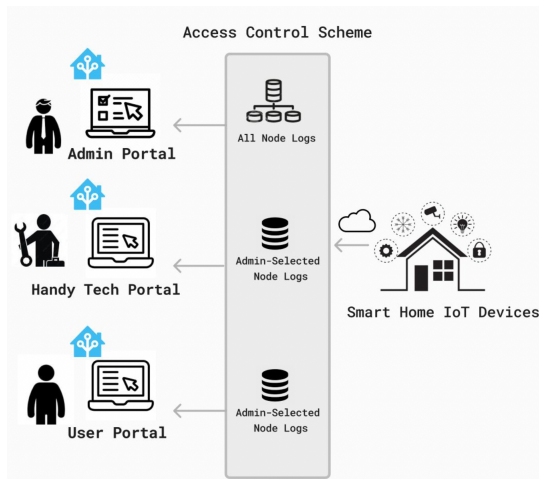 Access Control Scheme
All Node Logs
Admin Portal
Admin-Selected
Node Logs
Handy Tech Portal
Smart Home IoT Devices
Admin-Selected
Node Logs
User Portal